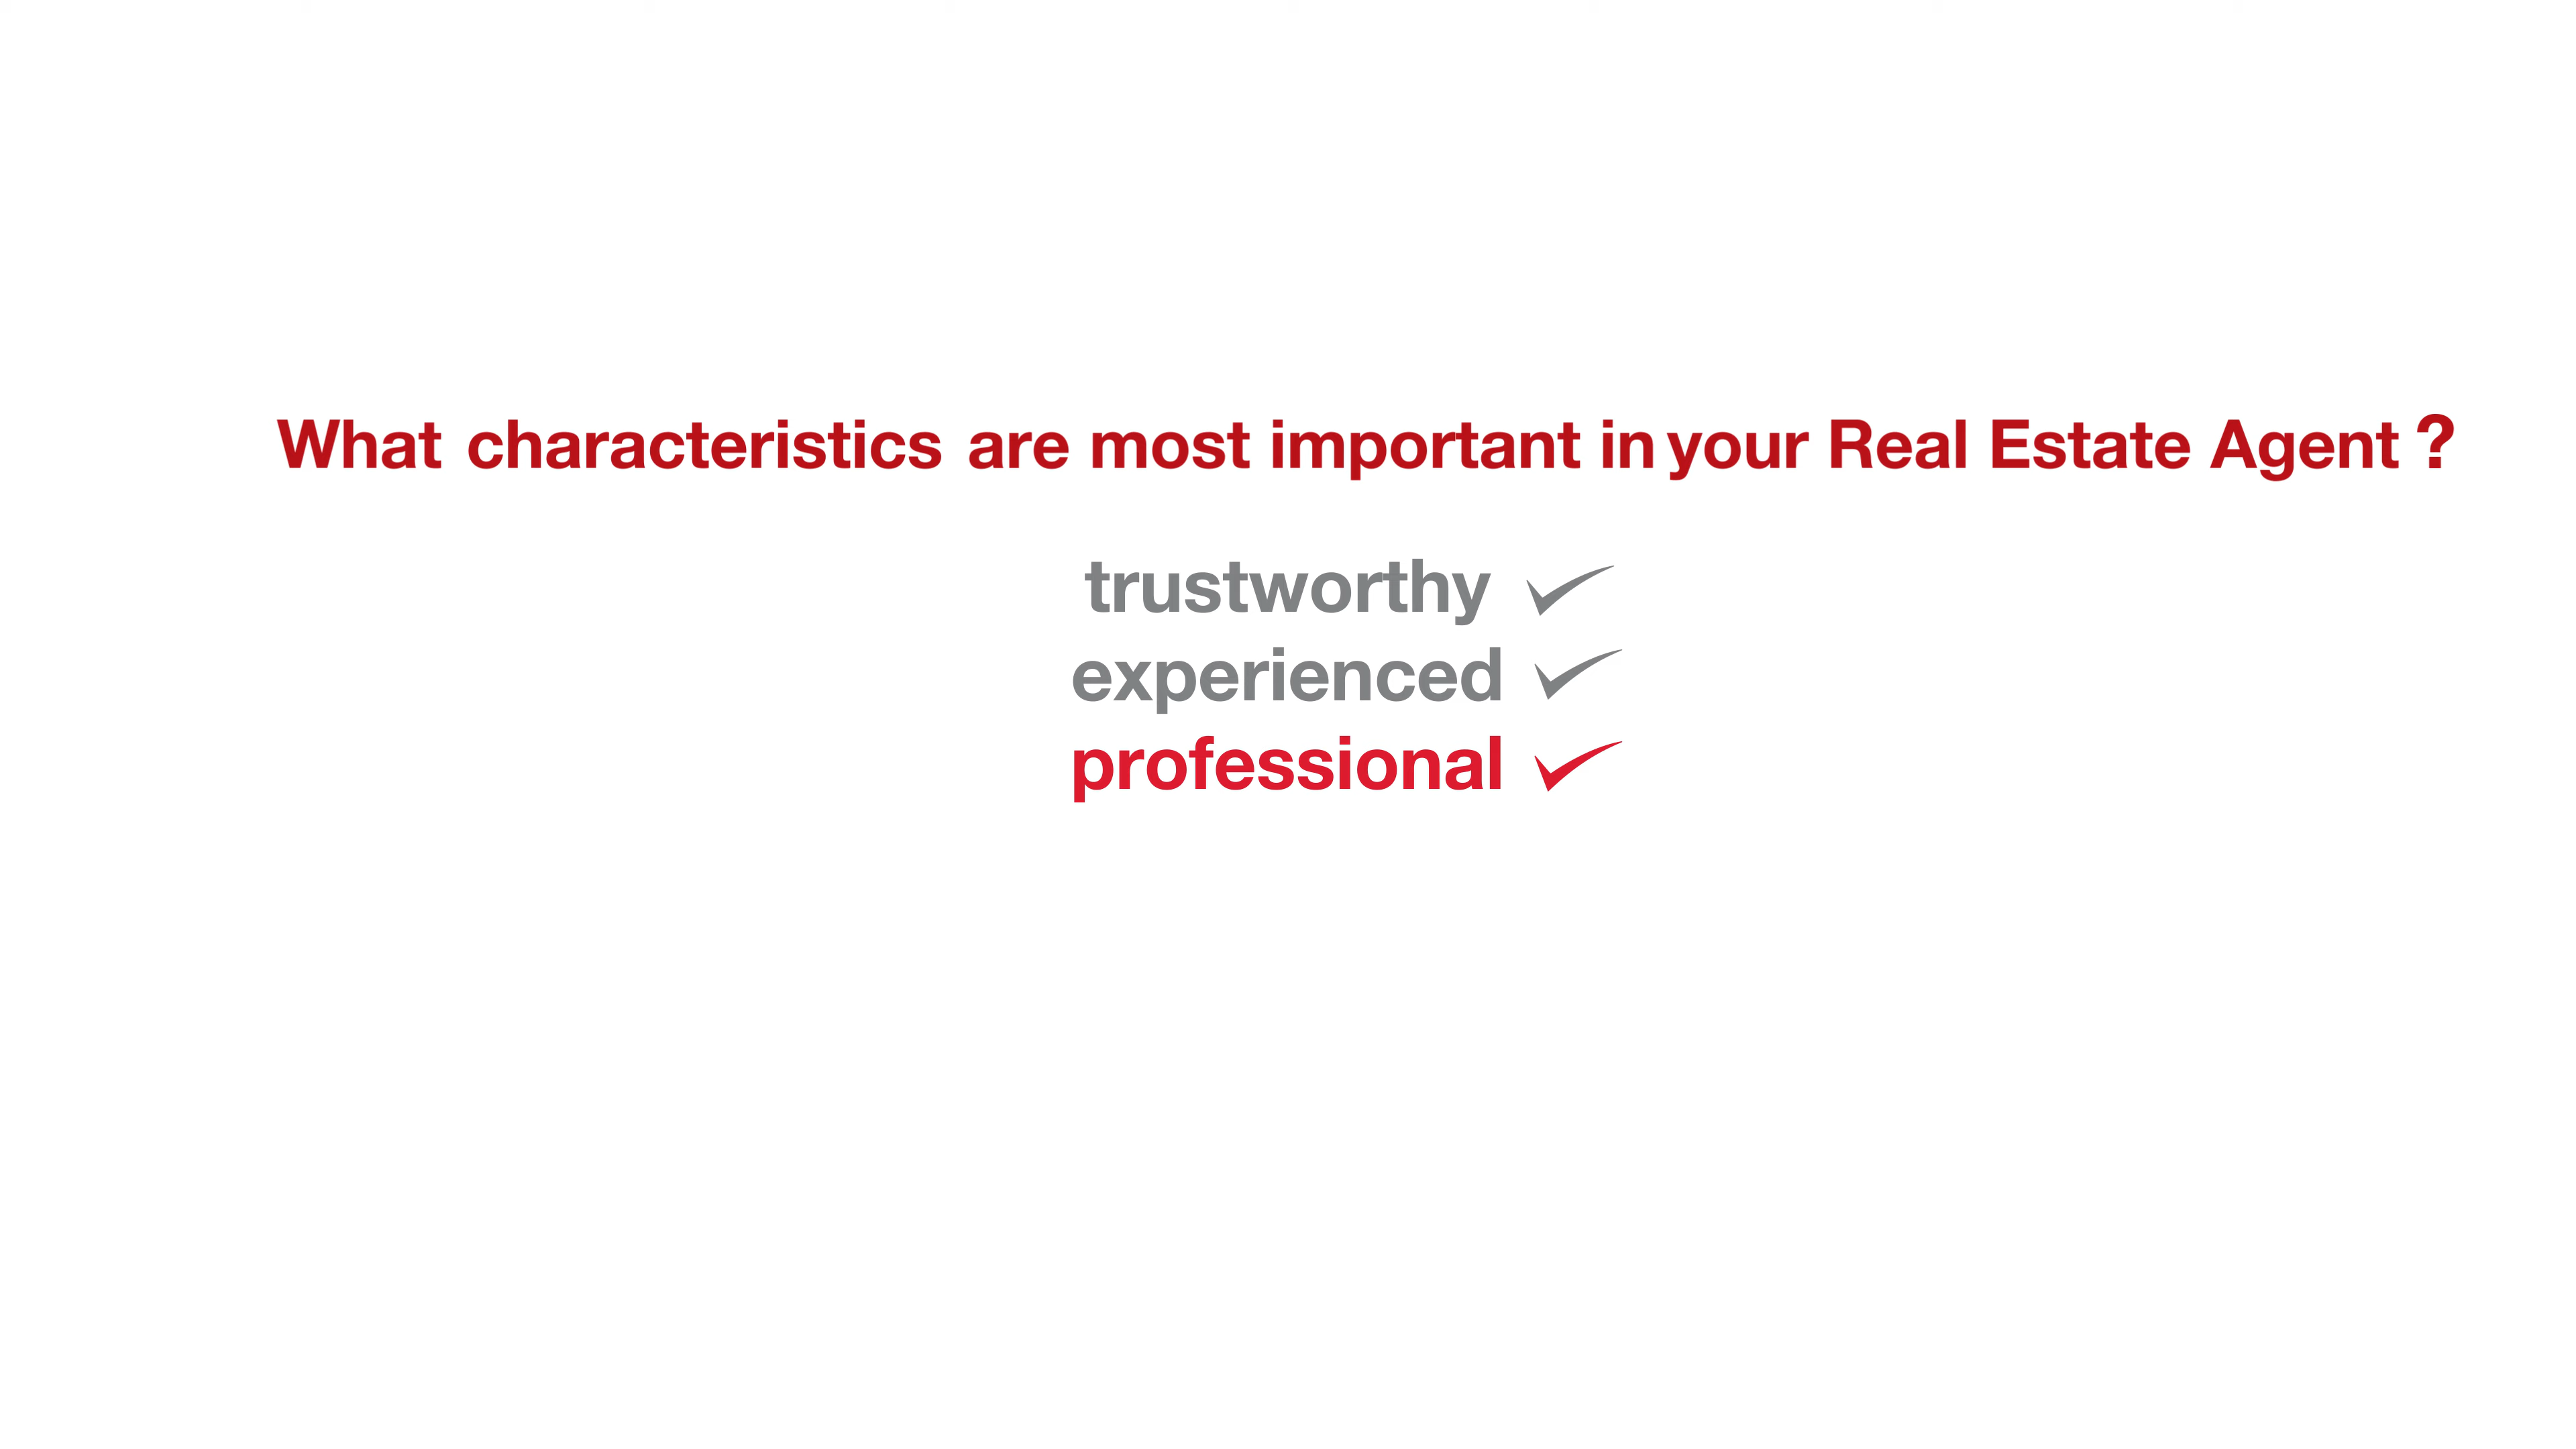 What characteristics are most important in your Real Estate Agent ?
trustworthy ✓
experienced ✓
professional ✓